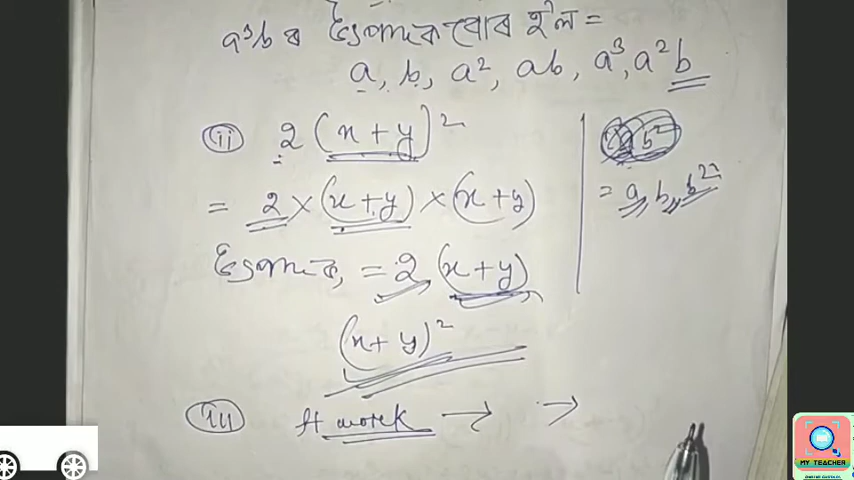 a³b ৰ উৎপাদকবোৰ হ'ল =
a, b, a², ab, a³, a²b
(ii) 2(x+y)²
= 2×(x+y)×(x+y)
উৎপাদক, = 2, (x+y),
(x+y)²
b²
= a, b, b²
(iii) H work → →
MY TEACHER